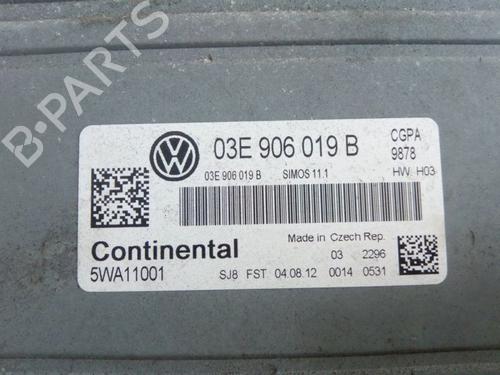 B-PARTS
03E 906 019 B
CGPA
9878
03E 906 019 B SIMOS 11.1
HW H03
Continental
Made in Czech Rep.
03 2296
5WA11001
SJ8 FST 04.08.12 0014 0531